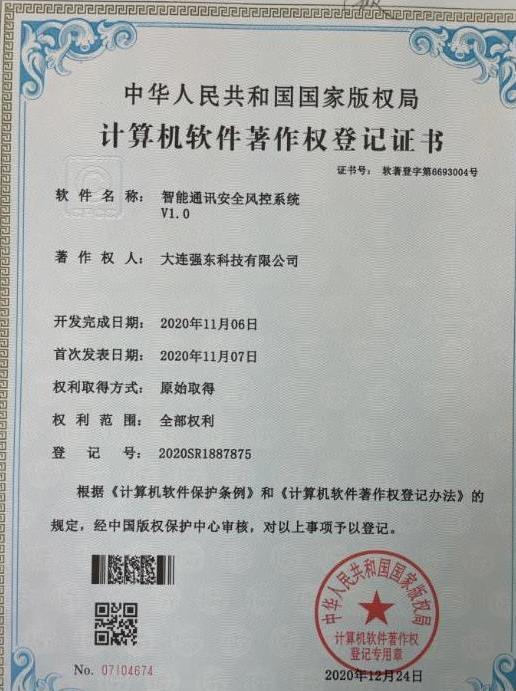 中华人民共和国国家版权局
计算机软件著作权登记证书
证书号： 软著登字第6693004号
软件名称： 智能通讯安全风控系统
V1.0
著作权人： 大连强东科技有限公司
开发完成日期： 2020年11月06日
首次发表日期： 2020年11月07日
权利取得方式： 原始取得
权利范围： 全部权利
登记号： 2020SR1887875
根据《计算机软件保护条例》和《计算机软件著作权登记办法》的
规定，经中国版权保护中心审核，对以上事项予以登记。
中华人民共和国国家版权局
计算机软件著作权
登记专用章
No. 07104674
2020年12月24日